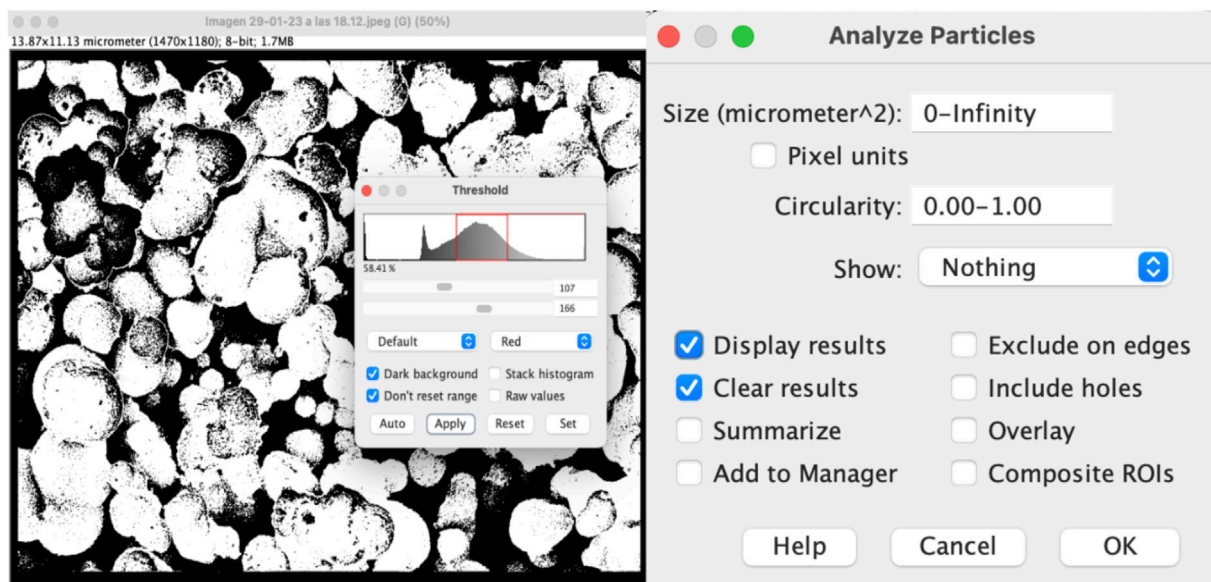 Imagen 29-01-23 a las 18.12.jpeg (G) (50%)
13.87x11.13 micrometer (1470x1180); 8-bit; 1.7MB
Threshold
58.41 %
107
166
Default Red
Dark background Stack histogram
Don't reset range Raw values
Auto Apply Reset Set
Analyze Particles
Size (micrometer^2): 0-Infinity
Pixel units
Circularity: 0.00-1.00
Show: Nothing
Display results Exclude on edges
Clear results Include holes
Summarize Overlay
Add to Manager Composite ROIs
Help Cancel OK